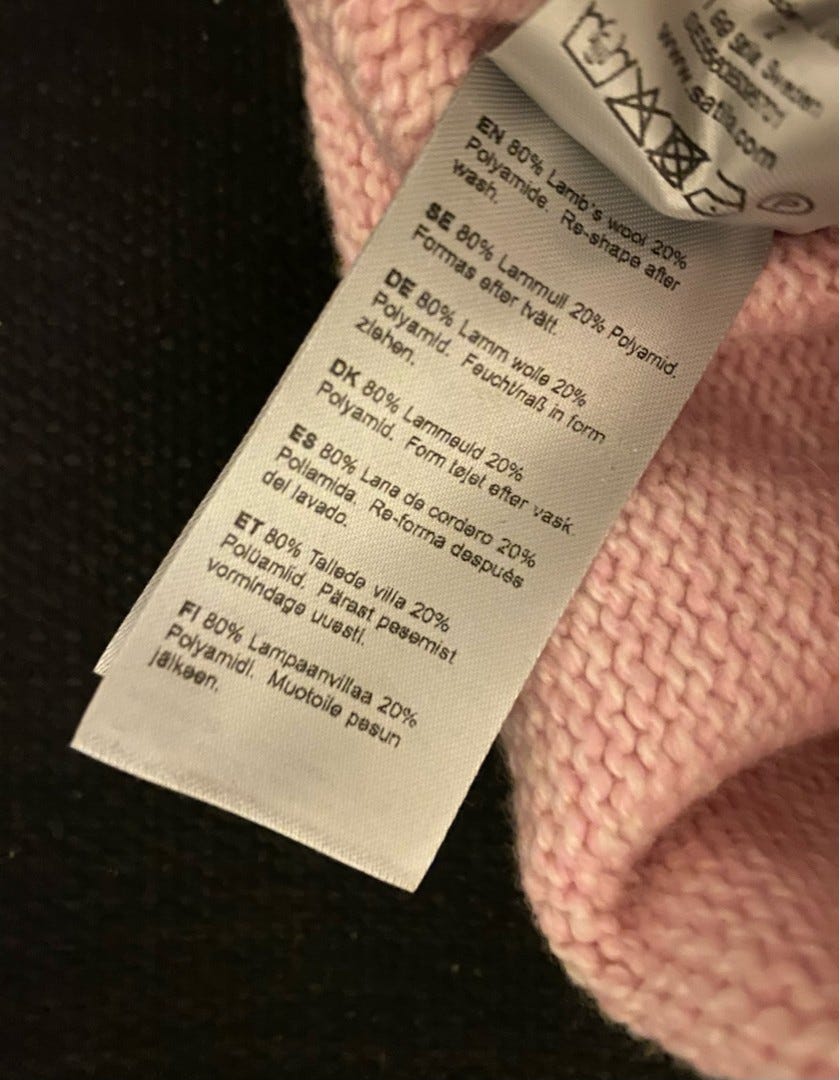 EN 80% Lamb's wool 20%
Polyamide. Re-shape after
wash.
SE 80% Lammull 20% Polyamid.
Formas efter tvätt.
DE 80% Lamm wolle 20%
Polyamid. Feucht/naß in form
ziehen.
DK 80% Lammeuld 20%
Polyamid. Form tøjet efter vask.
ES 80% Lana de cordero 20%
Poliamida. Re-forma después
del lavado.
ET 80% Tallede villa 20%
Polüamiid. Pärast pesemist
vormindage uuesti.
FI 80% Lampaanvillaa 20%
Polyamidi. Muotoile pesun
jälkeen.
Sweden
www.satila.com
P